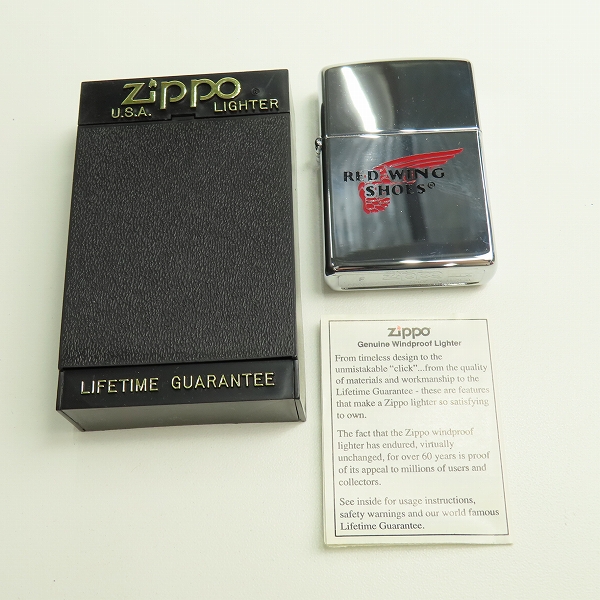 Zippo®
U.S.A. LIGHTER
LIFETIME GUARANTEE
RED WING
SHOES®
Zippo
Genuine Windproof Lighter
From timeless design to the
unmistakable "click"...from the quality
of materials and workmanship to the
Lifetime Guarantee - these are features
that make a Zippo lighter so satisfying
to own.
The fact that the Zippo windproof
lighter has endured, virtually
unchanged, for over 60 years is proof
of its appeal to millions of users and
collectors.
See inside for usage instructions,
safety warnings and our world famous
Lifetime Guarantee.